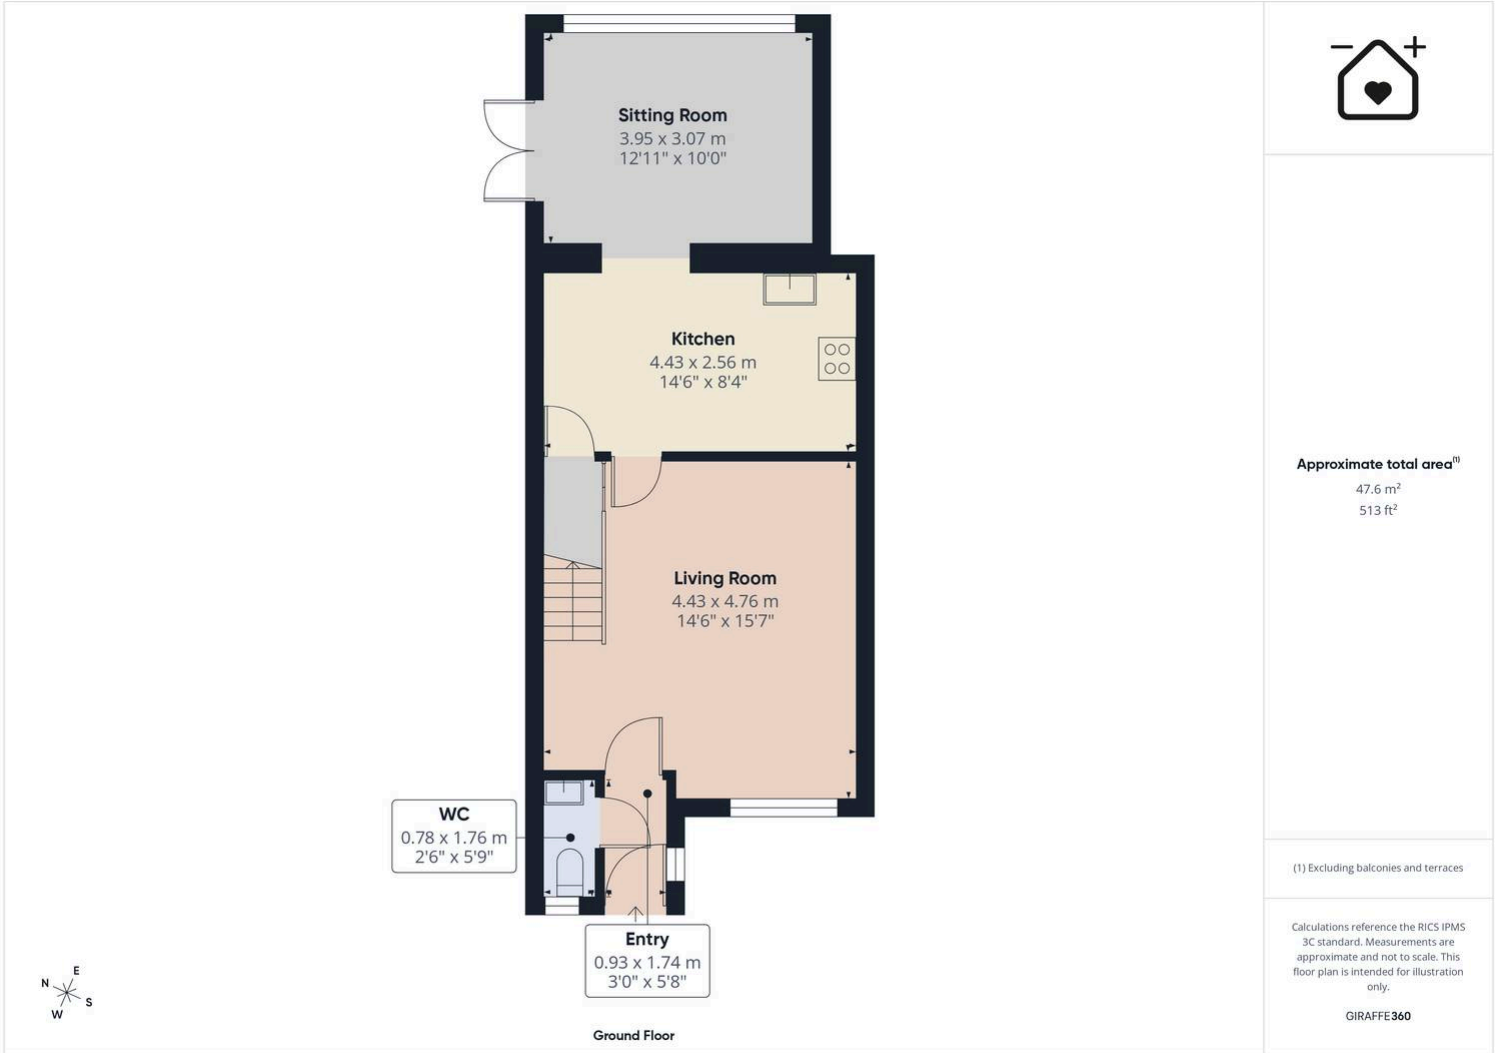 Sitting Room
3.95 x 3.07 m
12'11" x 10'0"
Kitchen
4.43 x 2.56 m
14'6" x 8'4"
Living Room
4.43 x 4.76 m
14'6" x 15'7"
WC
0.78 x 1.76 m
2'6" x 5'9"
Entry
0.93 x 1.74 m
3'0" x 5'8"
N
E
S
W
Ground Floor
Approximate total area(1)
47.6 m²
513 ft²
(1) Excluding balconies and terraces
Calculations reference the RICS IPMS
3C standard. Measurements are
approximate and not to scale. This
floor plan is intended for illustration
only.
GIRAFFE360